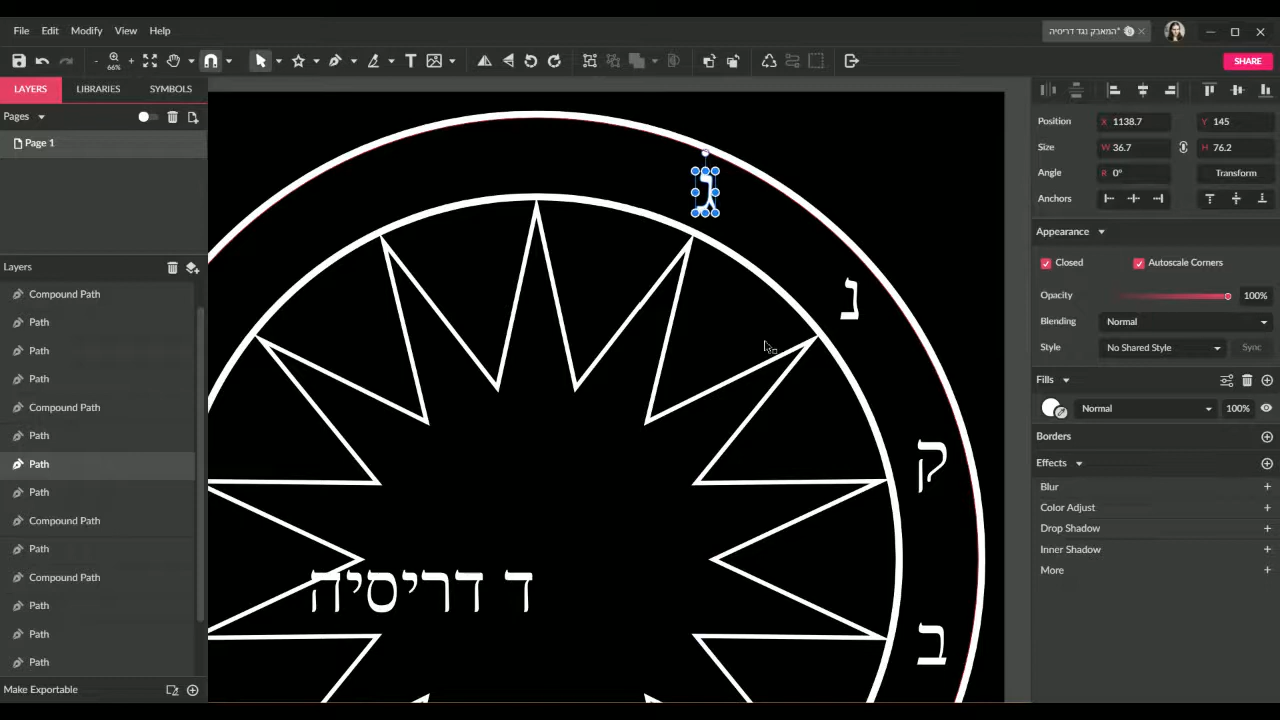 File Edit Modify View Help
*המאבק נגד דריסיה
66%
SHARE
LAYERS LIBRARIES SYMBOLS
Pages
Page 1
Layers
Compound Path
Path
Path
Path
Compound Path
Path
Path
Path
Compound Path
Path
Compound Path
Path
Path
Path
Make Exportable
ג
נ
ק
ב
ד דריסיה
Position X 1138.7 Y 145
Size W 36.7 H 76.2
Angle R 0° Transform
Anchors
Appearance
Closed Autoscale Corners
Opacity 100%
Blending Normal
Style No Shared Style Sync
Fills
Normal 100%
Borders
Effects
Blur
Color Adjust
Drop Shadow
Inner Shadow
More